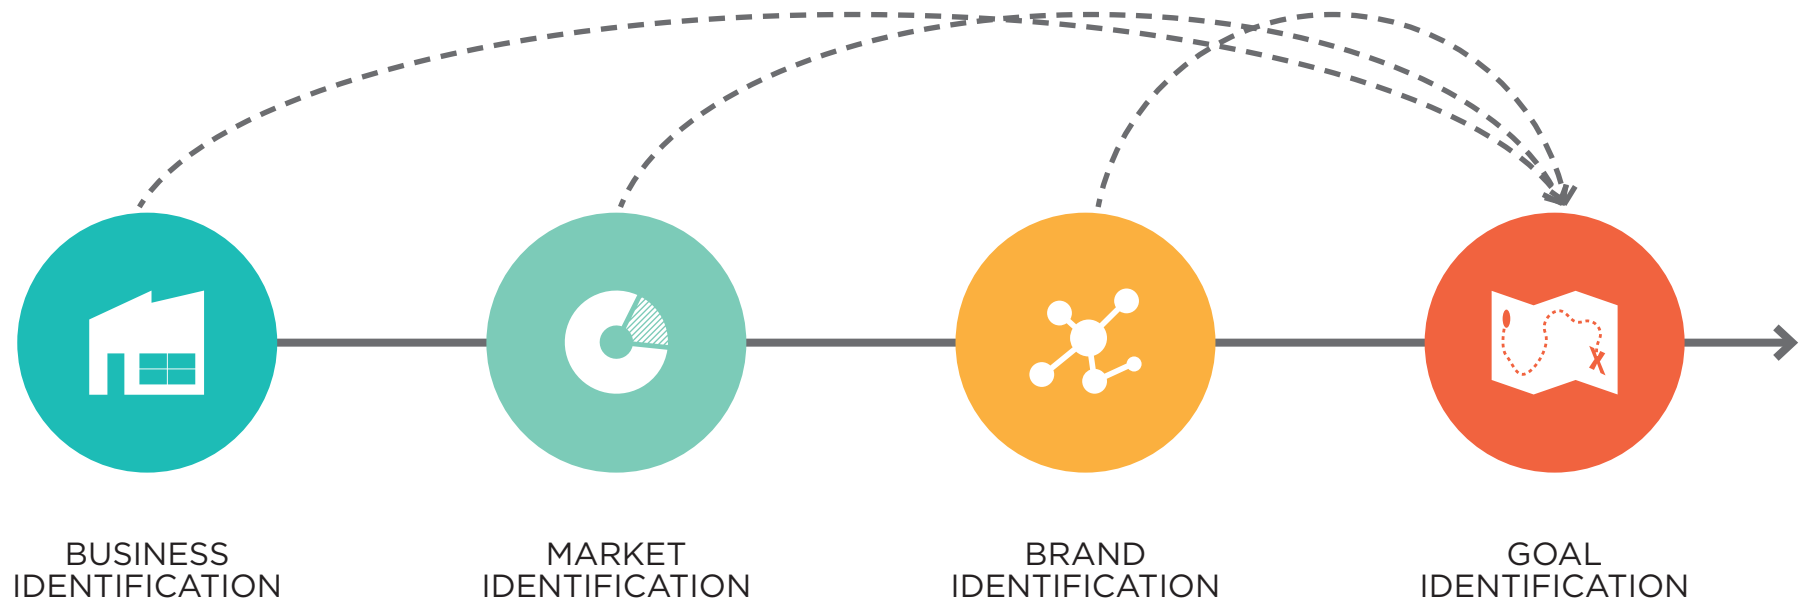 BUSINESS
IDENTIFICATION
MARKET
IDENTIFICATION
BRAND
IDENTIFICATION
GOAL
IDENTIFICATION